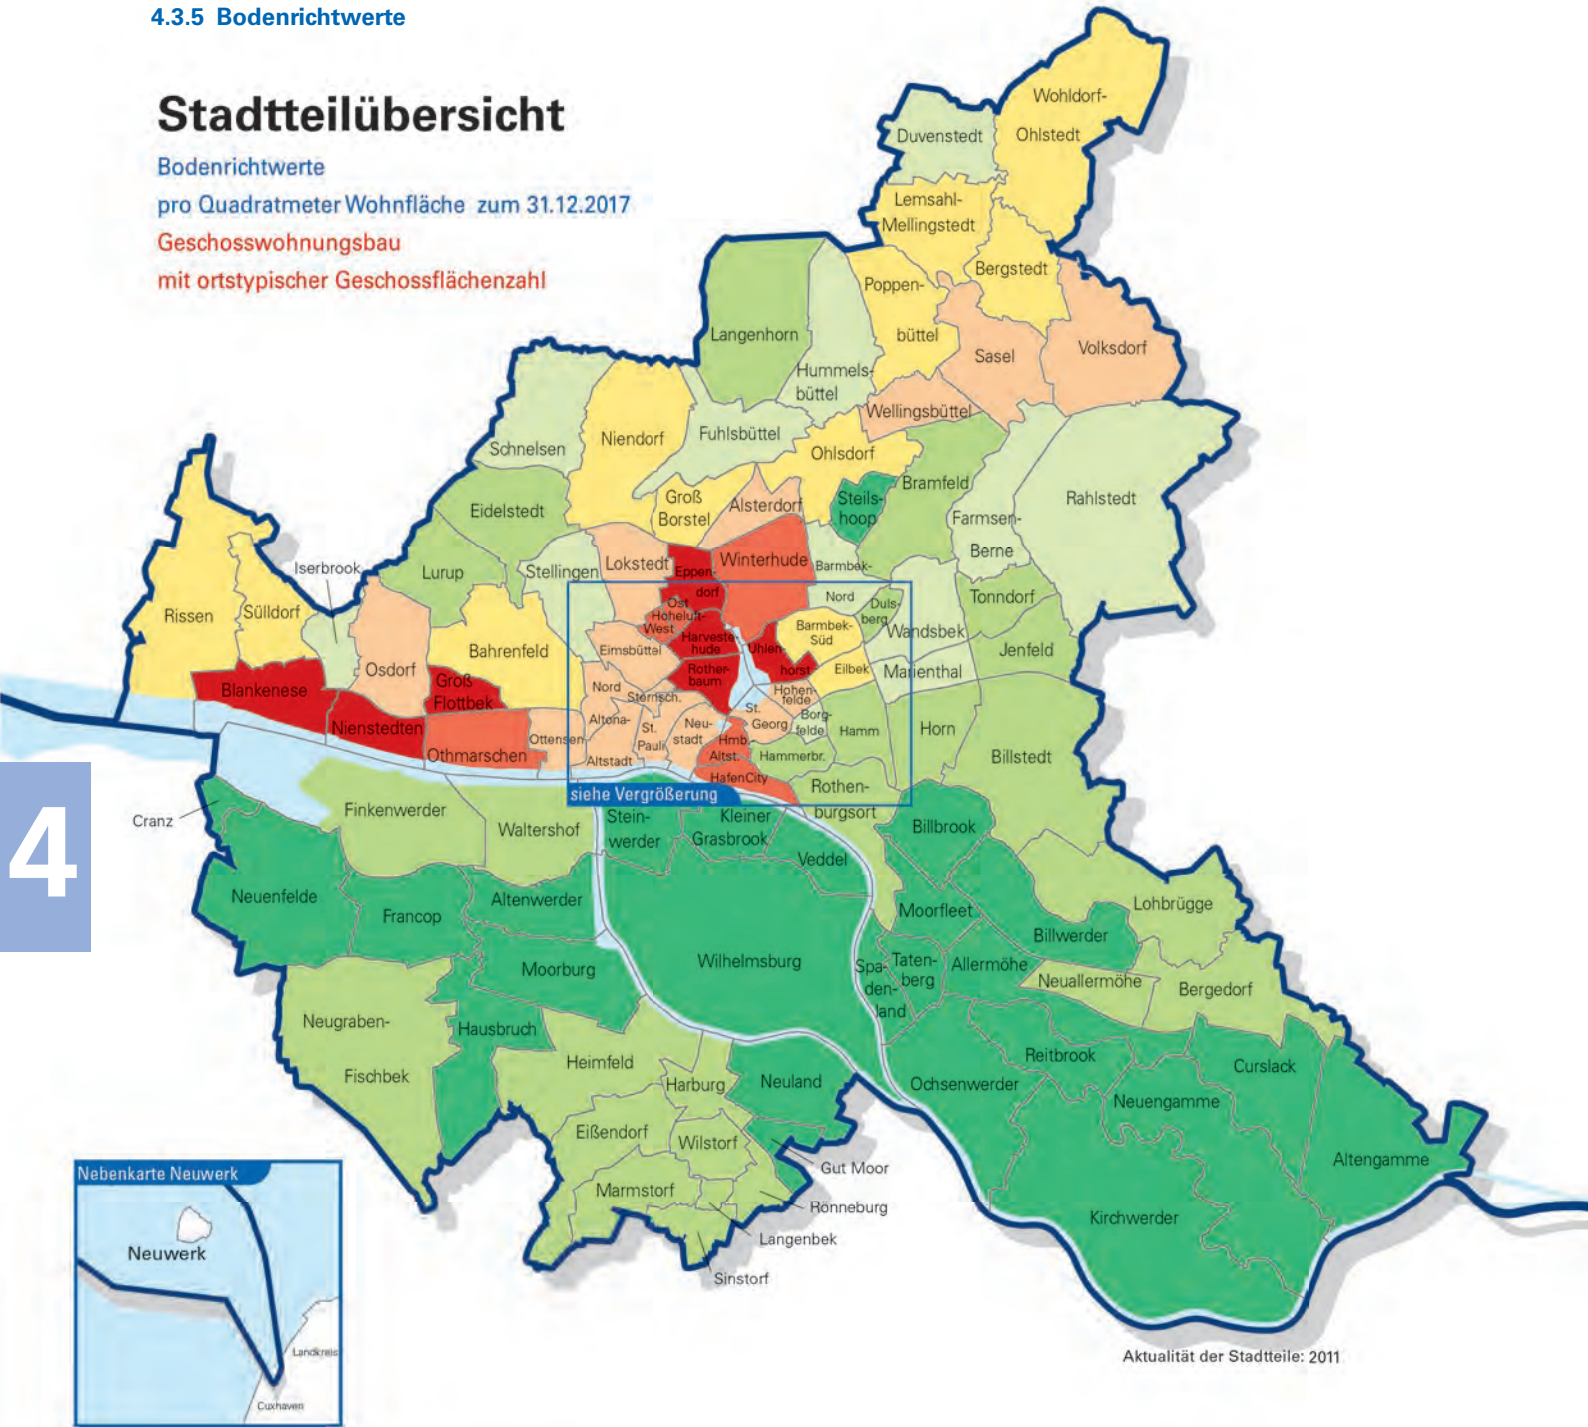 4.3.5 Bodenrichtwerte
Stadtteilübersicht
Bodenrichtwerte
pro Quadratmeter Wohnfläche zum 31.12.2017
Geschosswohnungsbau
mit ortstypischer Geschossflächenzahl
Wohldorf-
Ohlstedt
Duvenstedt
Lemsahl-
Mellingstedt
Bergstedt
Poppen-
büttel
Langenhorn
Hummels-
büttel
Sasel
Volksdorf
Wellingsbüttel
Schnelsen
Niendorf
Fuhlsbüttel
Ohlsdorf
Bramfeld
Rahlstedt
Steils-
hoop
Farmsen-
Berne
Groß
Borstel
Alsterdorf
Eidelstedt
Lokstedt
Winterhude
Barmbek-
Nord
Stellingen
Lurup
Iserbrook
Eppen-
dorf
Ost
Hoheluft-
West
Harveste-
hude
Rother-
baum
Uhlen-
horst
Barmbek-
Süd
Duls-
berg
Wandsbek
Tonndorf
Jenfeld
Marienthal
Eilbek
Rissen
Sülldorf
Osdorf
Bahrenfeld
Eimsbüttel
Blankenese
Nienstedten
Groß
Flottbek
Othmarschen
Ottensen
Nord
Altona-
Altstadt
Sternsch.
St.
Pauli
Neu-
stadt
Hmb.-
Altst.
St.
Georg
Hohen-
felde
Borg-
felde
Hamm
Horn
Billstedt
Hammerbr.
HafenCity
Rothen-
burgsort
siehe Vergrößerung
4
Cranz
Finkenwerder
Waltershof
Stein-
werder
Kleiner
Grasbrook
Veddel
Billbrook
Neuenfelde
Francop
Altenwerder
Moorburg
Wilhelmsburg
Moorfleet
Lohbrügge
Billwerder
Spa-
den-
land
Taten-
berg
Allermöhe
Neuallermöhe
Bergedorf
Neugraben-
Fischbek
Hausbruch
Heimfeld
Harburg
Neuland
Ochsenwerder
Reitbrook
Curslack
Neuengamme
Altengamme
Kirchwerder
Eißendorf
Wilstorf
Marmstorf
Gut Moor
Rönneburg
Langenbek
Sinstorf
Nebenkarte Neuwerk
Neuwerk
Landkreis
Cuxhaven
Aktualität der Stadtteile: 2011